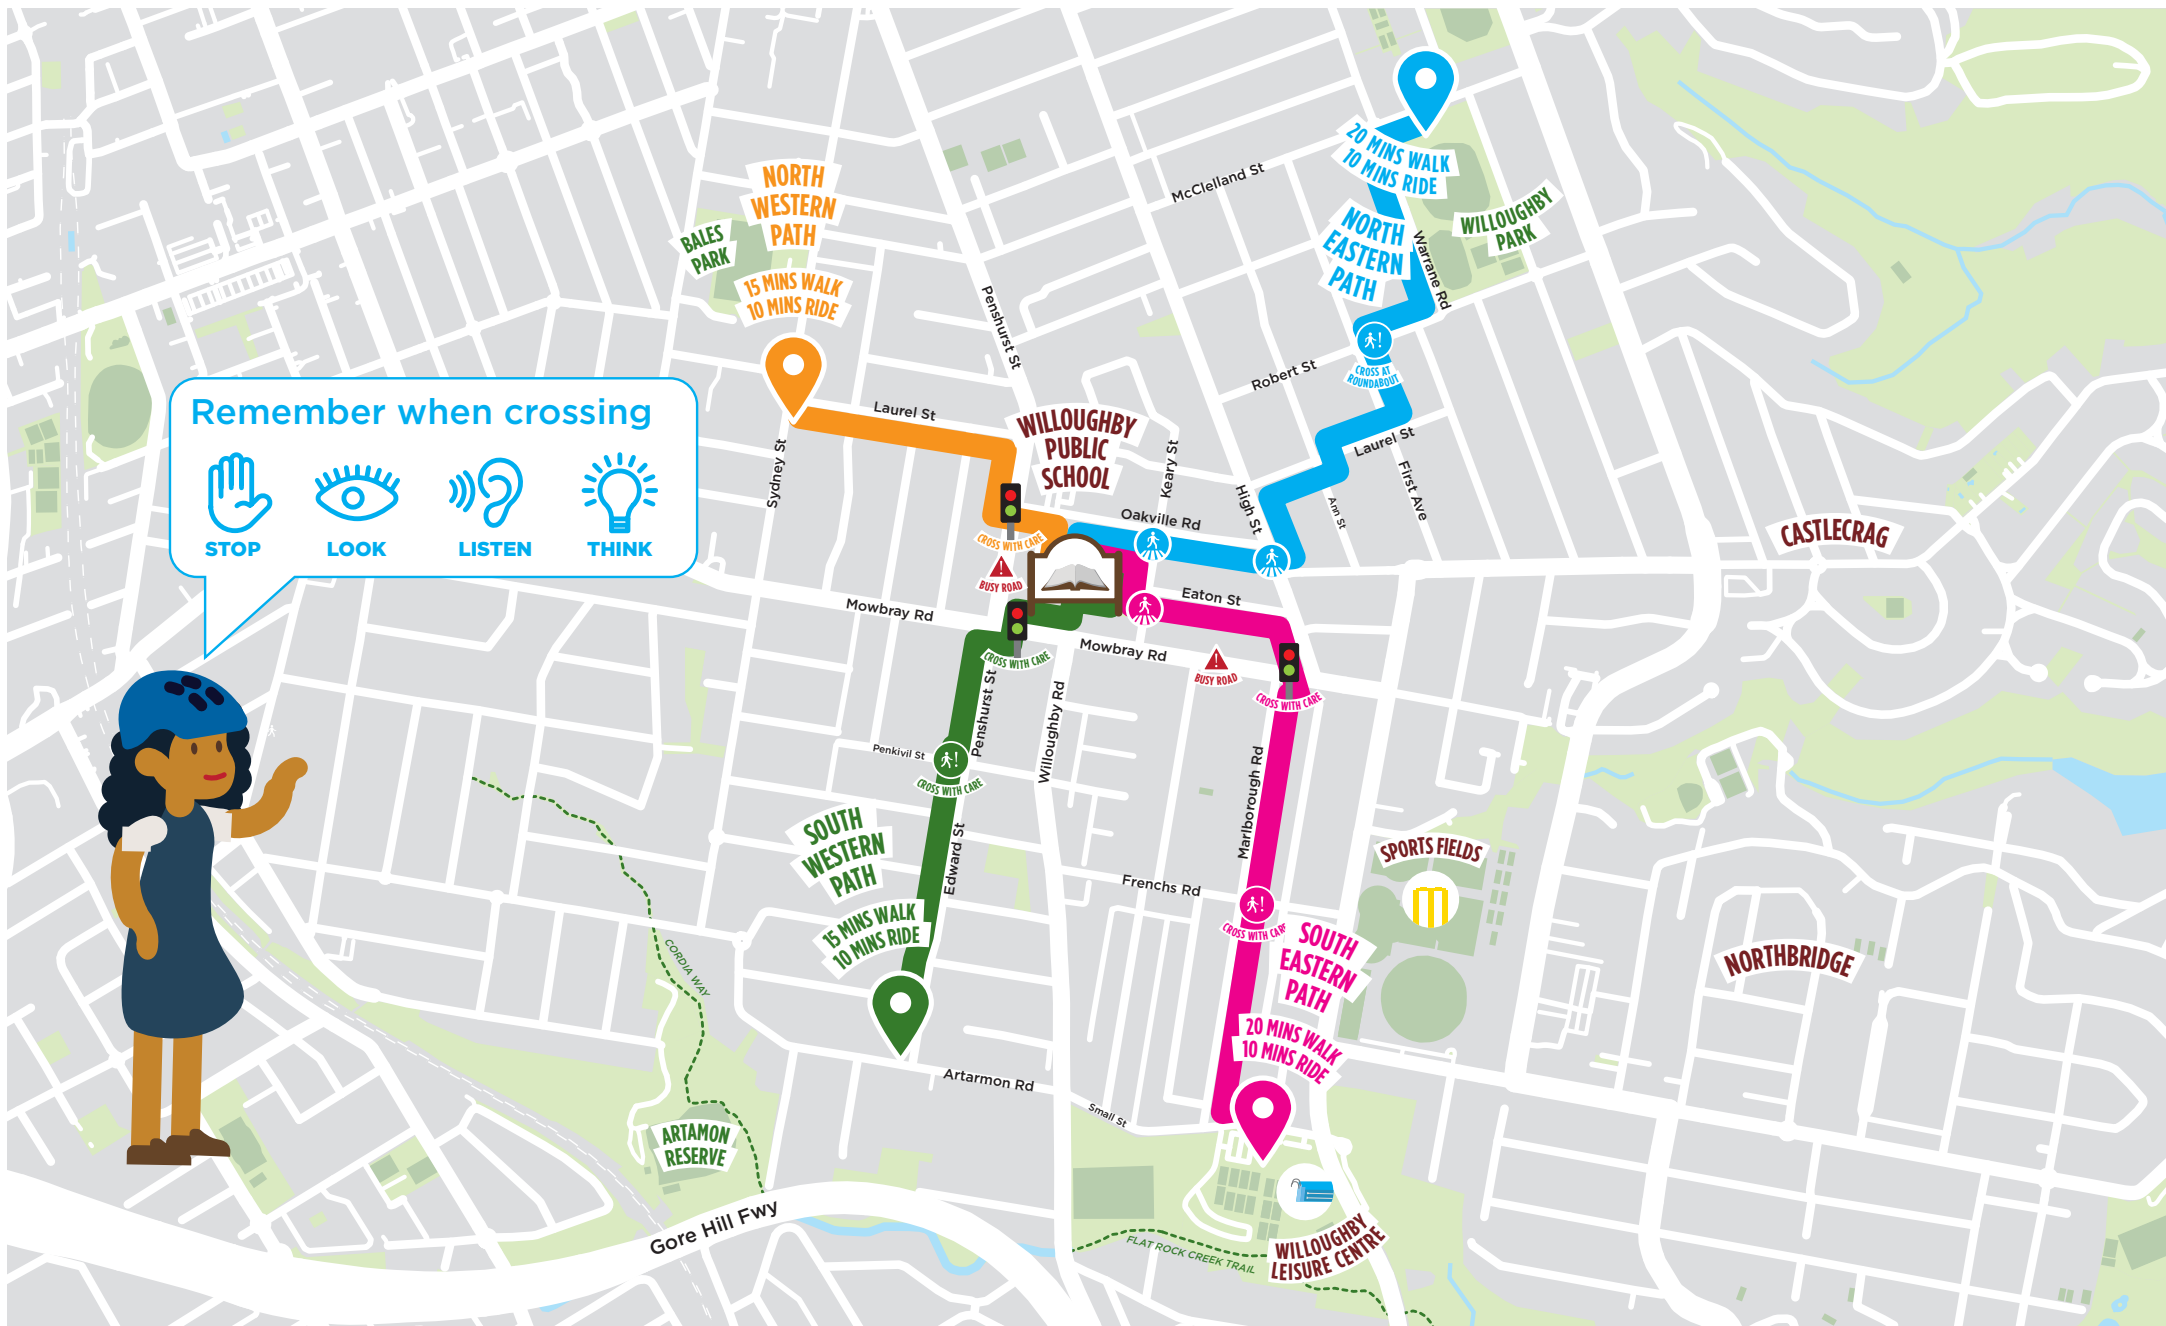 20 MINS WALK
10 MINS RIDE
McClelland St
NORTH
WESTERN
PATH
BALES
PARK
15 MINS WALK
10 MINS RIDE
NORTH
EASTERN
PATH
WILLOUGHBY
PARK
Warrane Rd
Penshurst St
CROSS AT
ROUNDABOUT
Robert St
Remember when crossing
STOP
LOOK
LISTEN
THINK
Laurel St
Sydney St
WILLOUGHBY
PUBLIC
SCHOOL
Keary St
Laurel St
First Ave
High St
Ann St
Oakville Rd
CASTLECRAG
CROSS WITH CARE
!
BUSY ROAD
Mowbray Rd
Eaton St
Mowbray Rd
CROSS WITH CARE
!
BUSY ROAD
CROSS WITH CARE
Penshurst St
Willoughby Rd
Penkivil St
!
CROSS WITH CARE
Marlborough Rd
SOUTH
WESTERN
PATH
Edward St
15 MINS WALK
10 MINS RIDE
Frenchs Rd
!
CROSS WITH CARE
SPORTS FIELDS
SOUTH
EASTERN
PATH
NORTHBRIDGE
CORDIA WAY
20 MINS WALK
10 MINS RIDE
Artarmon Rd
Small St
ARTAMON
RESERVE
Gore Hill Fwy
FLAT ROCK CREEK TRAIL
WILLOUGHBY
LEISURE CENTRE
!